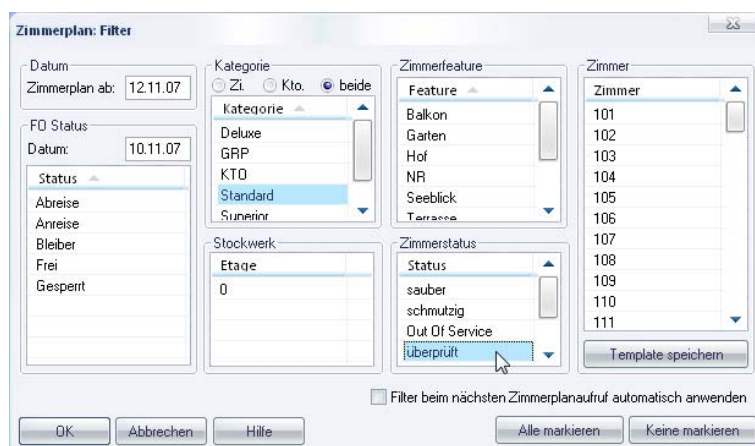 Zimmerplan: Filter
Datum
Zimmerplan ab: 12.11.07
FO Status
Datum: 10.11.07
Status
Abreise
Anreise
Bleiber
Frei
Gesperrt
Kategorie
Zi. Kto. beide
Kategorie
Deluxe
GRP
KTO
Standard
Superior
Stockwerk
Etage
0
Zimmerfeature
Feature
Balkon
Garten
Hof
NR
Seeblick
Terrasse
Zimmerstatus
Status
sauber
schmutzig
Out Of Service
überprüft
Zimmer
Zimmer
101
102
103
104
105
106
107
108
109
110
111
Template speichern
Filter beim nächsten Zimmerplanaufruf automatisch anwenden
OK Abbrechen Hilfe Alle markieren Keine markieren